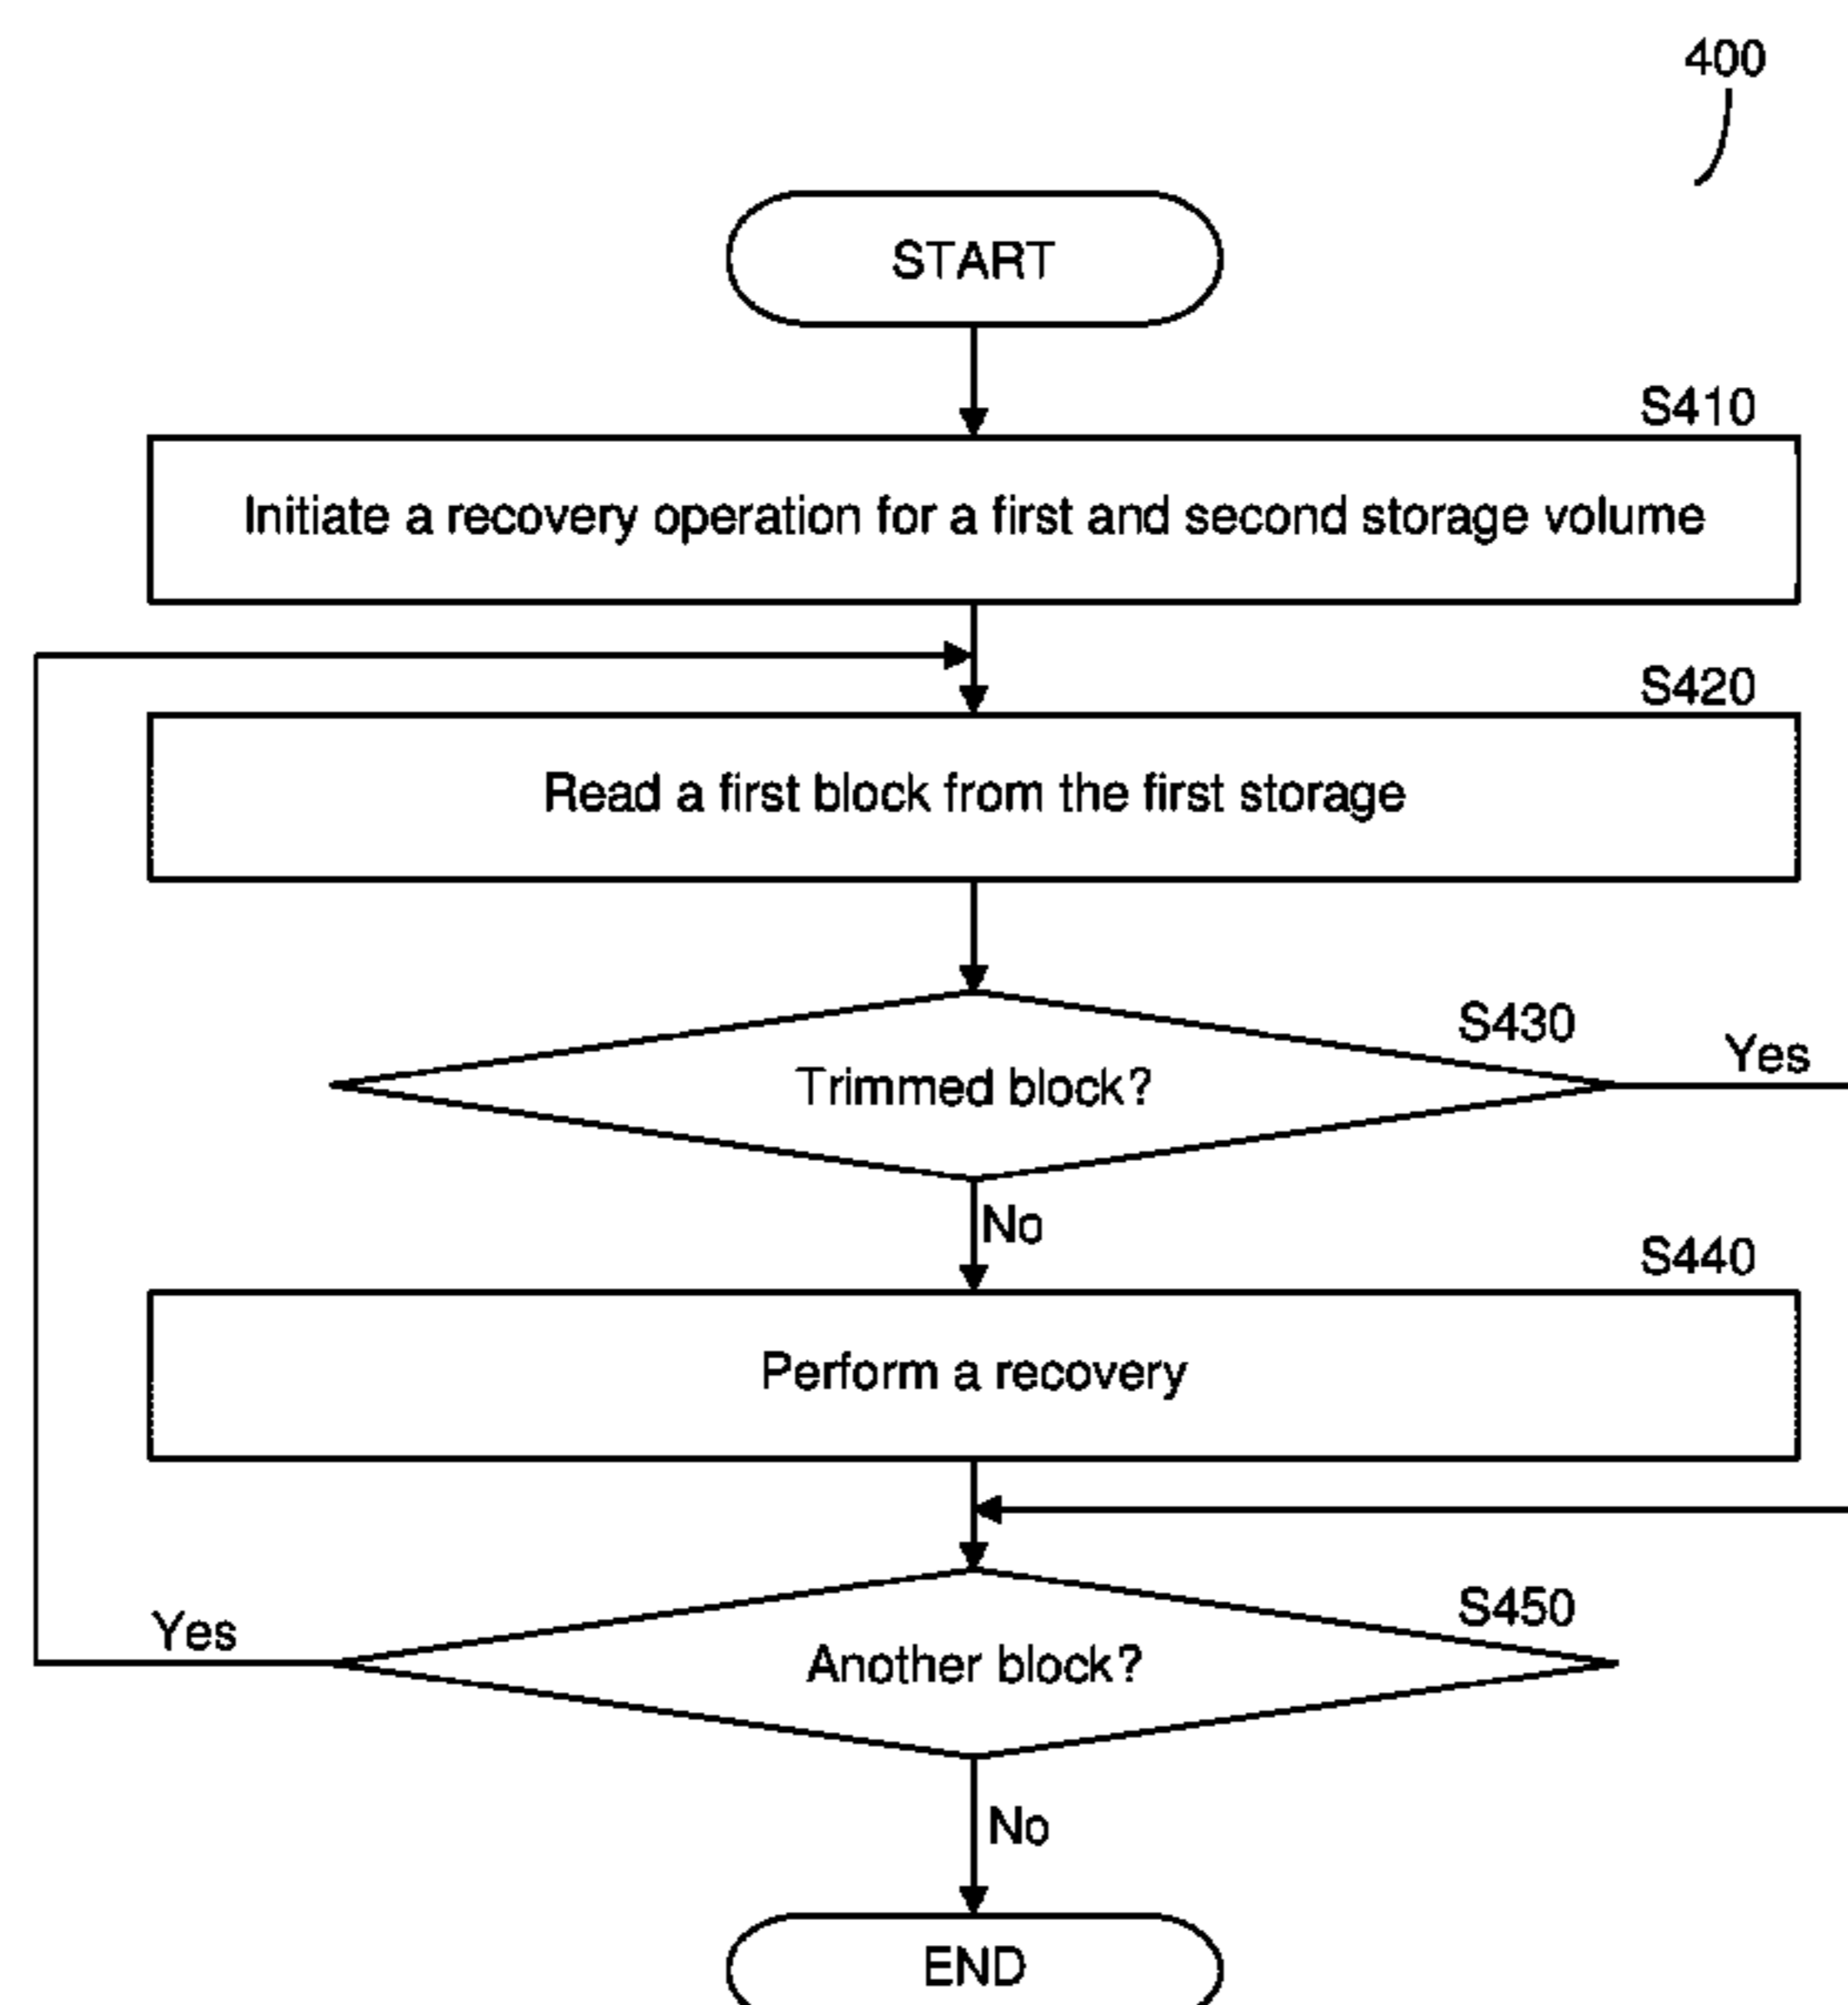 400
START
S410
Initiate a recovery operation for a first and second storage volume
S420
Read a first block from the first storage
S430
Yes
Trimmed block?
No
S440
Perform a recovery
S450
Yes
Another block?
No
END